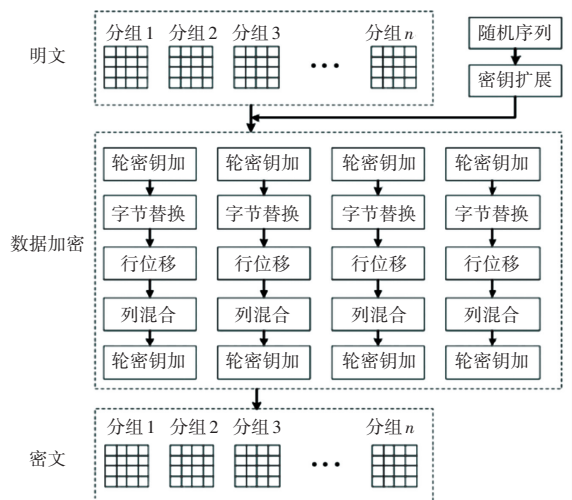 明文
分组 1 分组 2 分组 3 ··· 分组 n
随机序列
密钥扩展
数据加密
轮密钥加 轮密钥加 轮密钥加 轮密钥加
字节替换 字节替换 字节替换 字节替换
行位移 行位移 行位移 行位移
列混合 列混合 列混合 列混合
轮密钥加 轮密钥加 轮密钥加 轮密钥加
密文
分组 1 分组 2 分组 3 ··· 分组 n